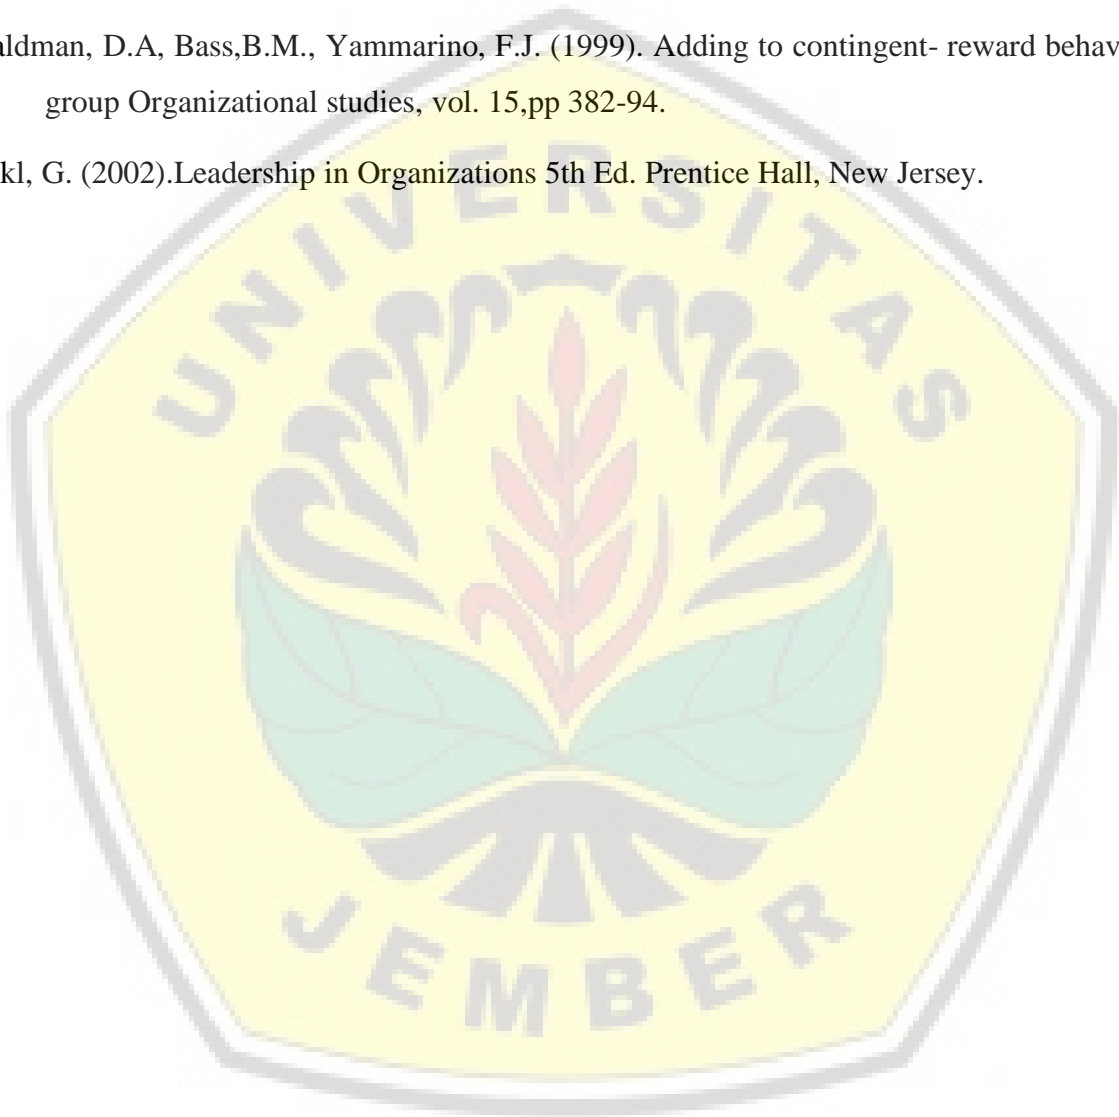 aldman, D.A, Bass,B.M., Yammarino, F.J. (1999). Adding to contingent- reward behav
group Organizational studies, vol. 15,pp 382-94.
kl, G. (2002).Leadership in Organizations 5th Ed. Prentice Hall, New Jersey.
UNIVERSITAS
JEMBER